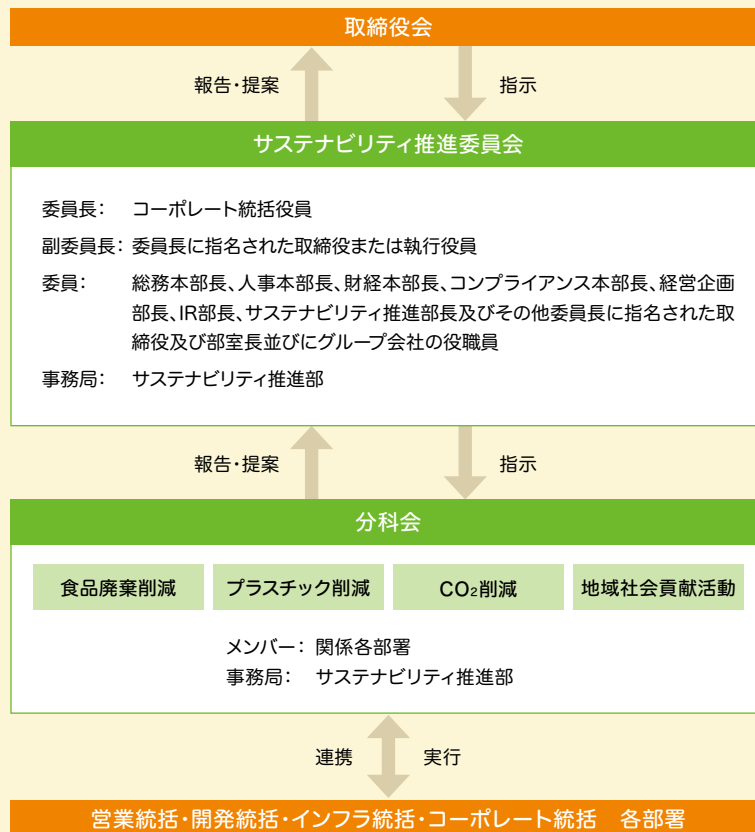 取締役会
報告・提案 指示
サステナビリティ推進委員会
委員長： コーポレート統括役員
副委員長： 委員長に指名された取締役または執行役員
委員： 総務本部長、人事本部長、財経本部長、コンプライアンス本部長、経営企画
部長、IR部長、サステナビリティ推進部長及びその他委員長に指名された取
締役及び部室長並びにグループ会社の役職員
事務局： サステナビリティ推進部
報告・提案 指示
分科会
食品廃棄削減 プラスチック削減 CO₂削減 地域社会貢献活動
メンバー： 関係各部署
事務局： サステナビリティ推進部
連携 実行
営業統括・開発統括・インフラ統括・コーポレート統括 各部署